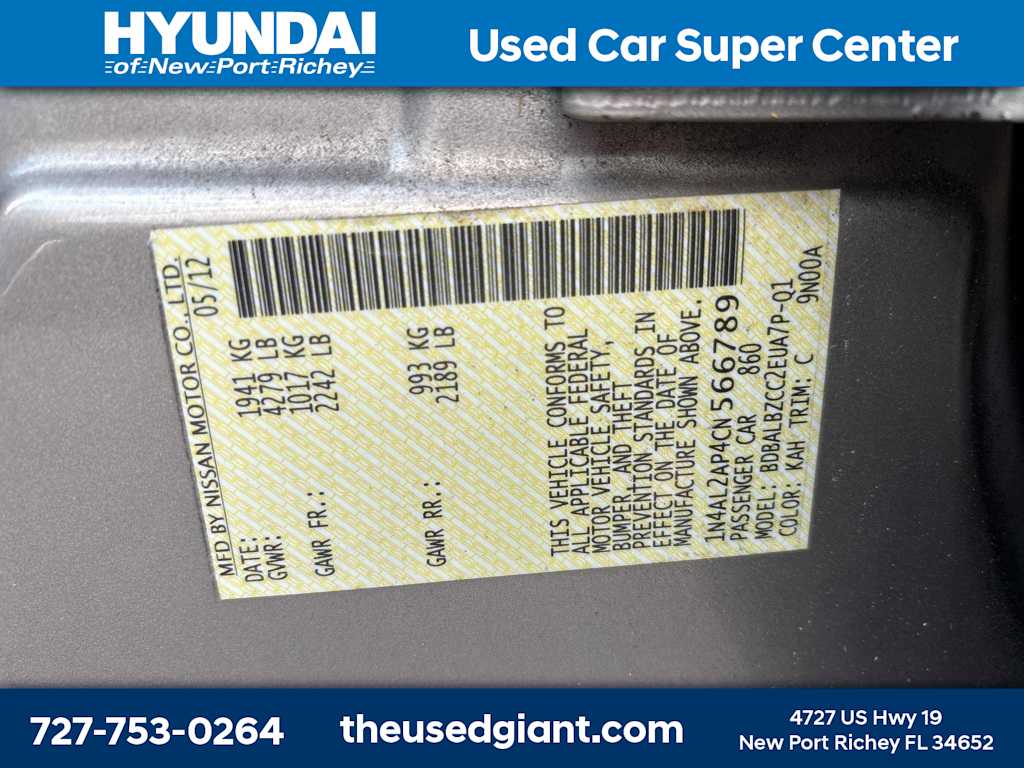 HYUNDAI
of New Port Richey
Used Car Super Center
MFD BY NISSAN MOTOR CO., LTD.
DATE: 05/12
GVWR: 1941 KG
4279 LB
GAWR FR.: 1017 KG
2242 LB
GAWR RR.: 993 KG
2189 LB
THIS VEHICLE CONFORMS TO
ALL APPLICABLE FEDERAL
MOTOR VEHICLE SAFETY,
BUMPER, AND THEFT
PREVENTION STANDARDS IN
EFFECT ON THE DATE OF
MANUFACTURE SHOWN ABOVE.
1N4AL2AP4CN566789
PASSENGER CAR 860
MODEL: BDBALBZCC2EUA7P-Q1
COLOR: KAH TRIM: C 9N00A
727-753-0264
theusedgiant.com
4727 US Hwy 19
New Port Richey FL 34652